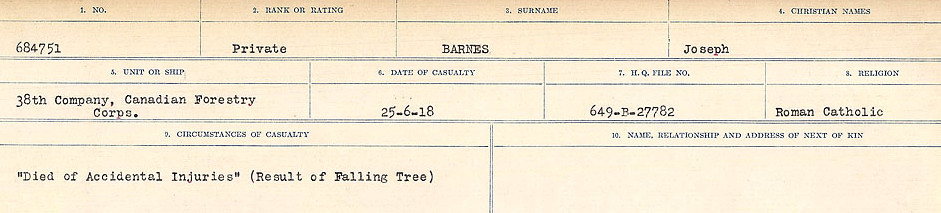 1. NO. 2. RANK OR RATING 3. SURNAME 4. CHRISTIAN NAMES
684751 Private BARNES Joseph
5. UNIT OR SHIP 6. DATE OF CASUALTY 7. H. Q. FILE NO. 8. RELIGION
38th Company, Canadian Forestry
Corps. 25-6-18 649-B-27782 Roman Catholic
9. CIRCUMSTANCES OF CASUALTY 10. NAME, RELATIONSHIP AND ADDRESS OF NEXT OF KIN
"Died of Accidental Injuries" (Result of Falling Tree)